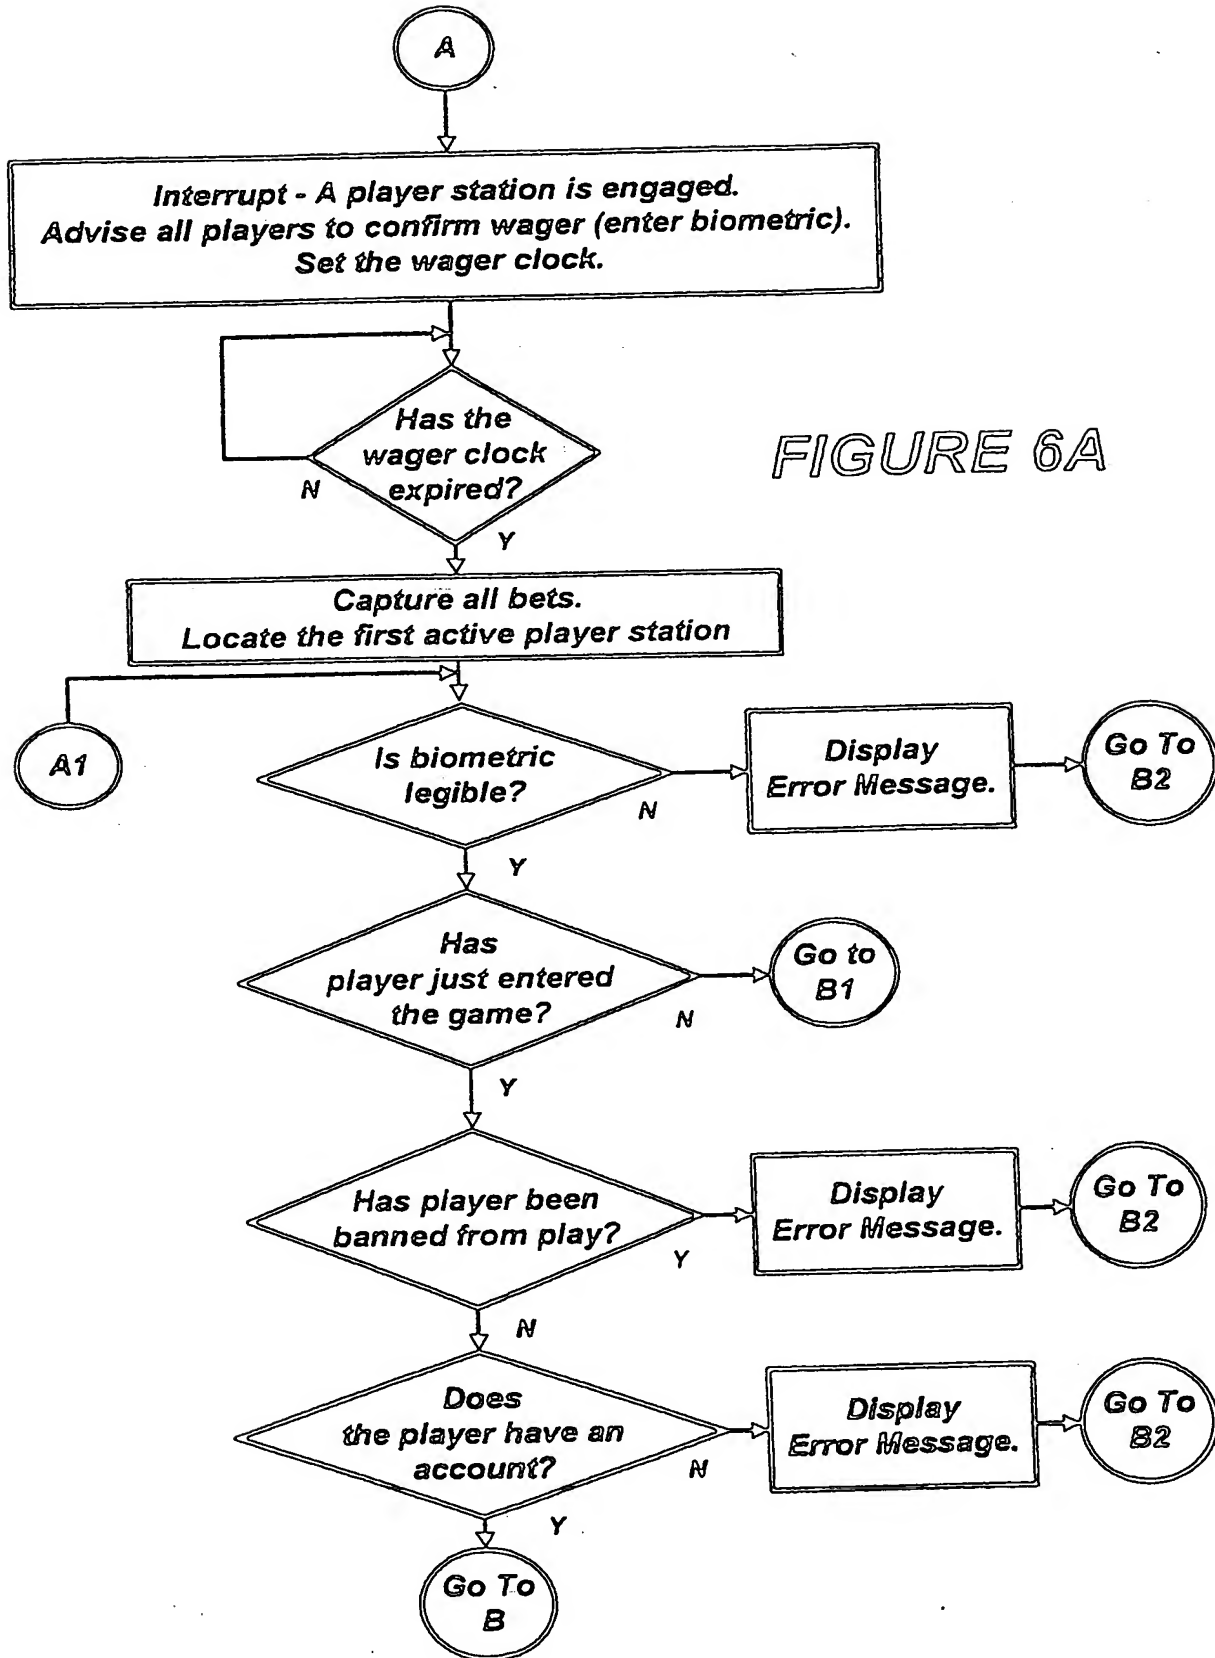 A
Interrupt - A player station is engaged.
Advise all players to confirm wager (enter biometric).
Set the wager clock.
Has the
wager clock
expired?
N
Y
FIGURE 6A
Capture all bets.
Locate the first active player station
A1
Is biometric
legible?
N
Y
Display
Error Message.
Go To
B2
Has
player just entered
the game?
N
Y
Go to
B1
Has player been
banned from play?
Y
N
Display
Error Message.
Go To
B2
Does
the player have an
account?
N
Y
Display
Error Message.
Go To
B2
Go To
B